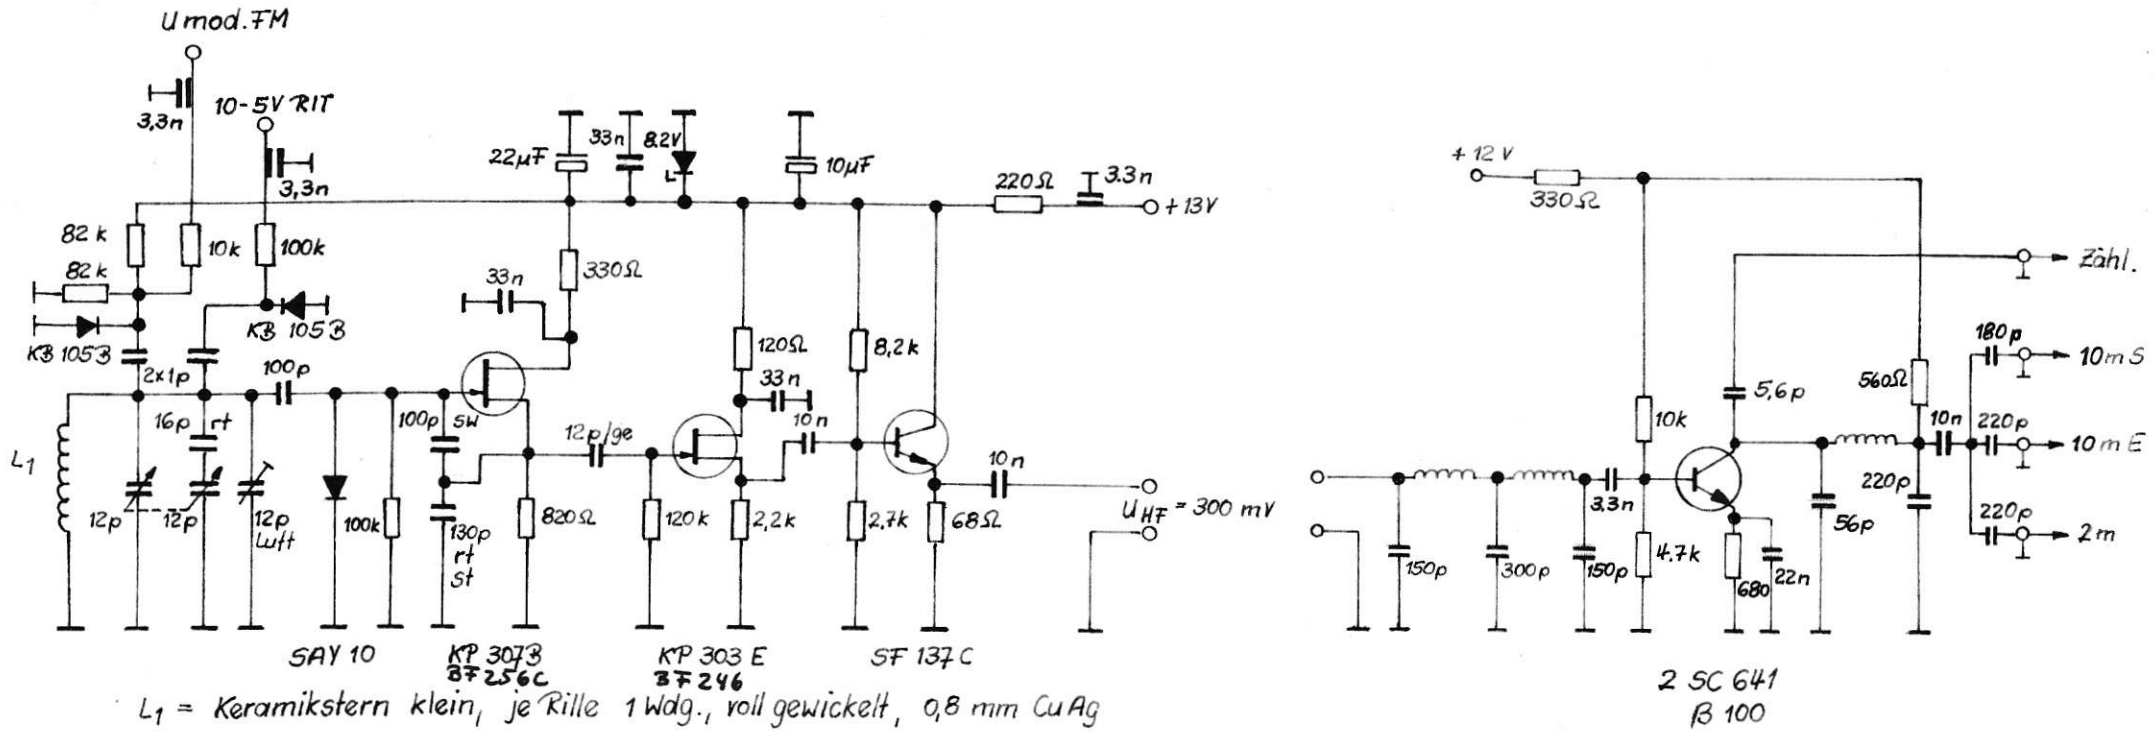 U mod. FM
3,3n
10-5V RIT
3,3n
22µF
33n
8.2V
10µF
220Ω
3.3n
+13V
82k
10k
100k
82k
KB 105B
KB 105B
2x1p
100p
33n
330Ω
120Ω
8,2k
33n
16p rt
100p
sw
12p/ge
10n
10n
L1
12p
12p
12p
Luft
100k
130p
rt
st
820Ω
120k
2,2k
2,7k
68Ω
UHF = 300 mV
SAY 10
KP 307B
BF 256C
KP 303 E
BF 246
SF 137C
L1 = Keramikstern klein, je Rille 1 Wdg., voll gewickelt, 0,8 mm CuAg
+12V
330Ω
Zähl.
180p
10m S
5,6p
560Ω
10k
10n
220p
10m E
3,3n
220p
150p
300p
150p
4.7k
680
22n
56p
220p
2m
2 SC 641
β 100